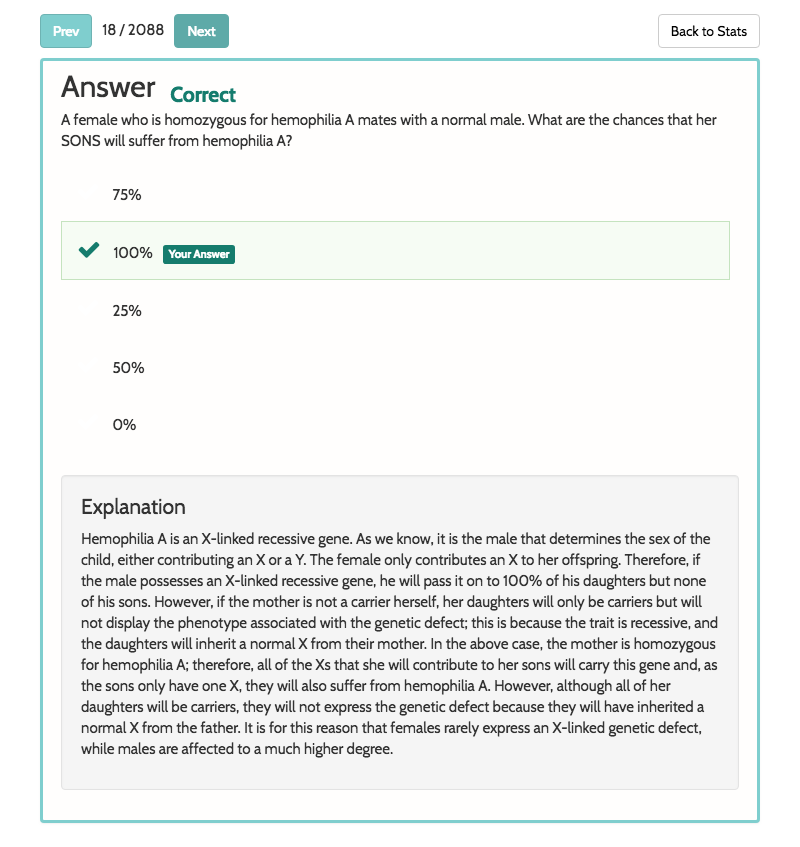 Prev 18 / 2088 Next Back to Stats
Answer Correct
A female who is homozygous for hemophilia A mates with a normal male. What are the chances that her
SONS will suffer from hemophilia A?
75%
100% Your Answer
25%
50%
0%
Explanation
Hemophilia A is an X-linked recessive gene. As we know, it is the male that determines the sex of the
child, either contributing an X or a Y. The female only contributes an X to her offspring. Therefore, if
the male possesses an X-linked recessive gene, he will pass it on to 100% of his daughters but none
of his sons. However, if the mother is not a carrier herself, her daughters will only be carriers but will
not display the phenotype associated with the genetic defect; this is because the trait is recessive, and
the daughters will inherit a normal X from their mother. In the above case, the mother is homozygous
for hemophilia A; therefore, all of the Xs that she will contribute to her sons will carry this gene and, as
the sons only have one X, they will also suffer from hemophilia A. However, although all of her
daughters will be carriers, they will not express the genetic defect because they will have inherited a
normal X from the father. It is for this reason that females rarely express an X-linked genetic defect,
while males are affected to a much higher degree.